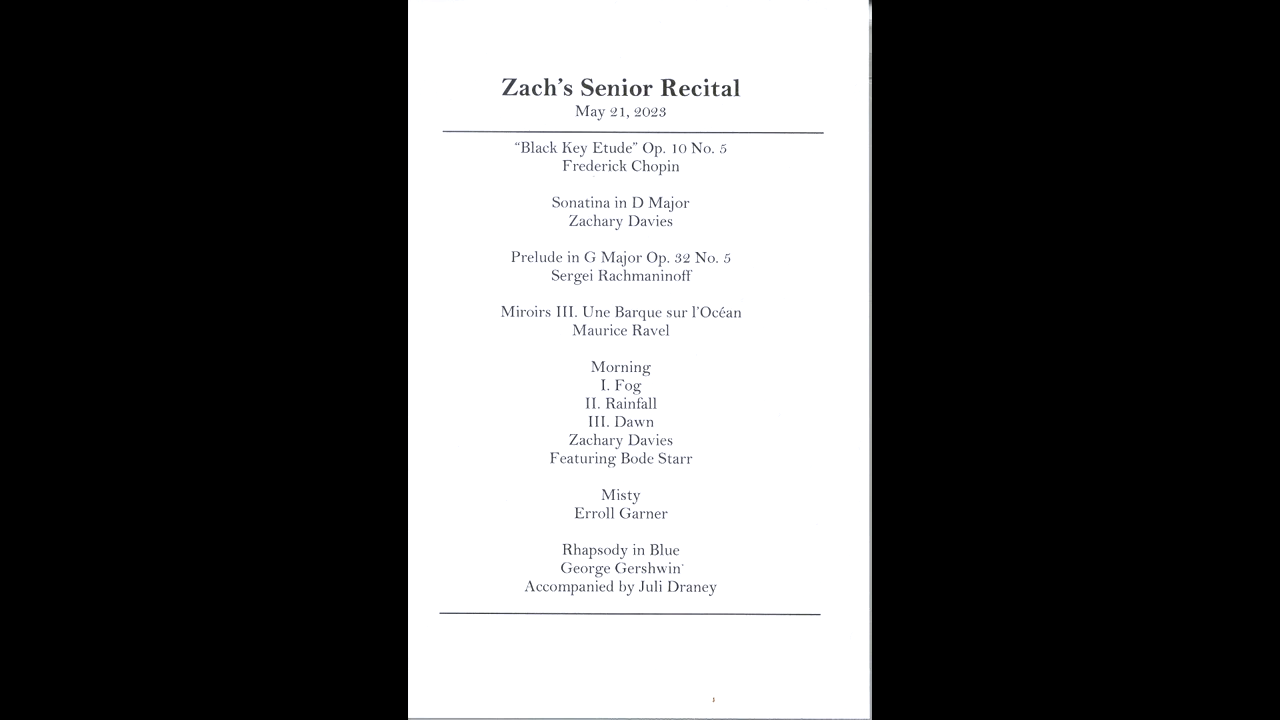 Zach’s Senior Recital
May 21, 2023
“Black Key Etude” Op. 10 No. 5
Frederick Chopin
Sonatina in D Major
Zachary Davies
Prelude in G Major Op. 32 No. 5
Sergei Rachmaninoff
Miroirs III. Une Barque sur l’Océan
Maurice Ravel
Morning
I. Fog
II. Rainfall
III. Dawn
Zachary Davies
Featuring Bode Starr
Misty
Erroll Garner
Rhapsody in Blue
George Gershwin
Accompanied by Juli Draney